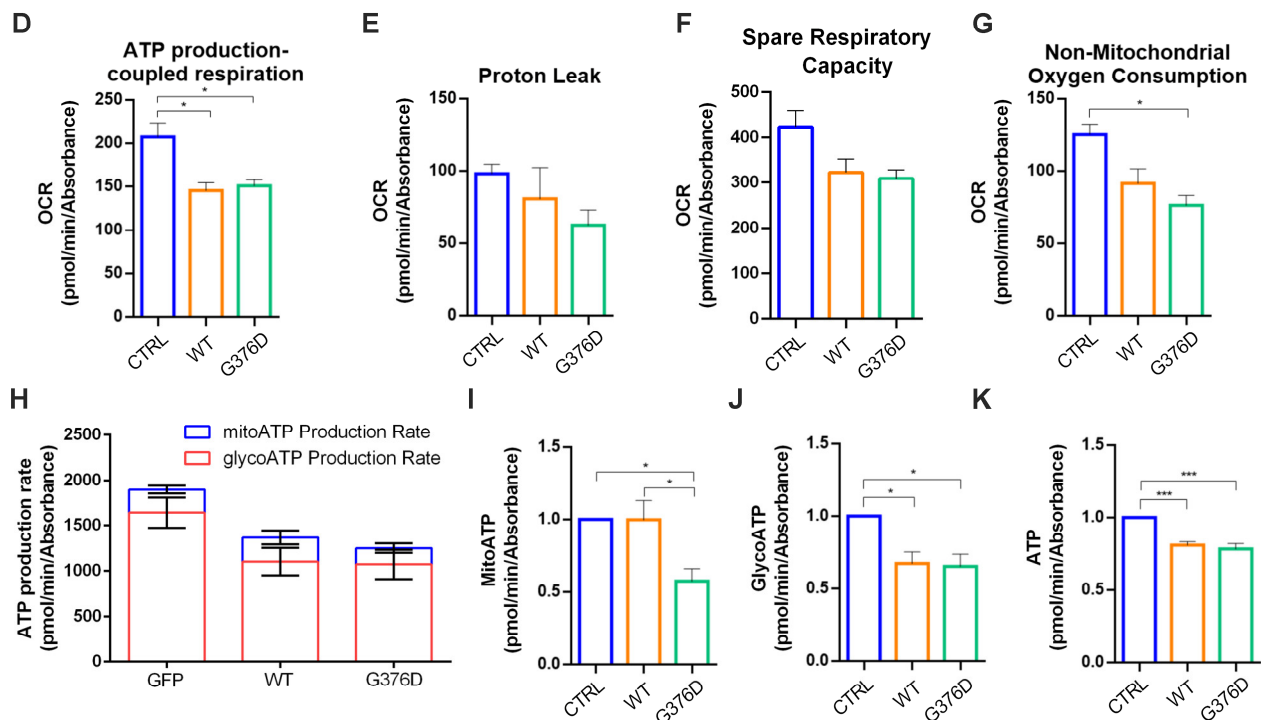 D
ATP production-
coupled respiration
OCR
(pmol/min/Absorbance)
250
200
150
100
50
0
*
*
CTRL
WT
G376D
E
Proton Leak
OCR
(pmol/min/Absorbance)
150
100
50
0
CTRL
WT
G376D
F
Spare Respiratory
Capacity
OCR
(pmol/min/Absorbance)
500
400
300
400
100
0
CTRL
WT
G376D
G
Non-Mitochondrial
Oxygen Consumption
OCR
(pmol/min/Absorbance)
150
100
50
0
*
CTRL
WT
G376D
H
ATP production rate
(pmol/min/Absorbance)
2500
2000
1500
1000
500
0
mitoATP Production Rate
glycoATP Production Rate
GFP
WT
G376D
I
MitoATP
(pmol/min/Absorbance)
1.5
1.0
0.5
0.0
*
*
CTRL
WT
G376D
J
GlycoATP
(pmol/min/Absorbance)
1.5
1.0
0.5
0.0
*
*
CTRL
WT
G376D
K
ATP
(pmol/min/Absorbance)
1.5
1.0
0.5
0.0
***
***
CTRL
WT
G376D